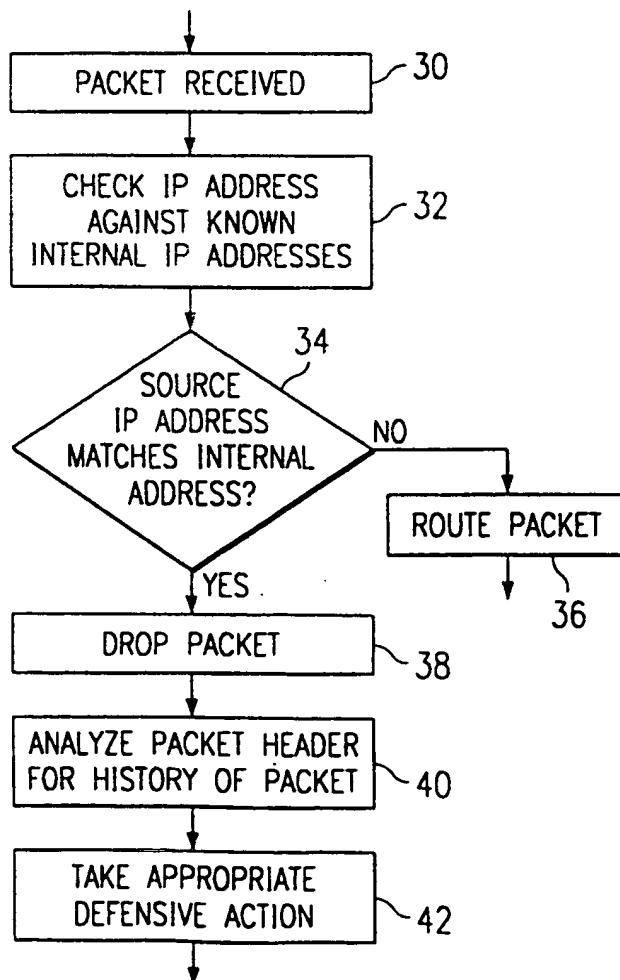 PACKET RECEIVED
30
CHECK IP ADDRESS
AGAINST KNOWN
INTERNAL IP ADDRESSES
32
34
SOURCE
IP ADDRESS
MATCHES INTERNAL
ADDRESS?
NO
ROUTE PACKET
36
YES
DROP PACKET
38
ANALYZE PACKET HEADER
FOR HISTORY OF PACKET
40
TAKE APPROPRIATE
DEFENSIVE ACTION
42